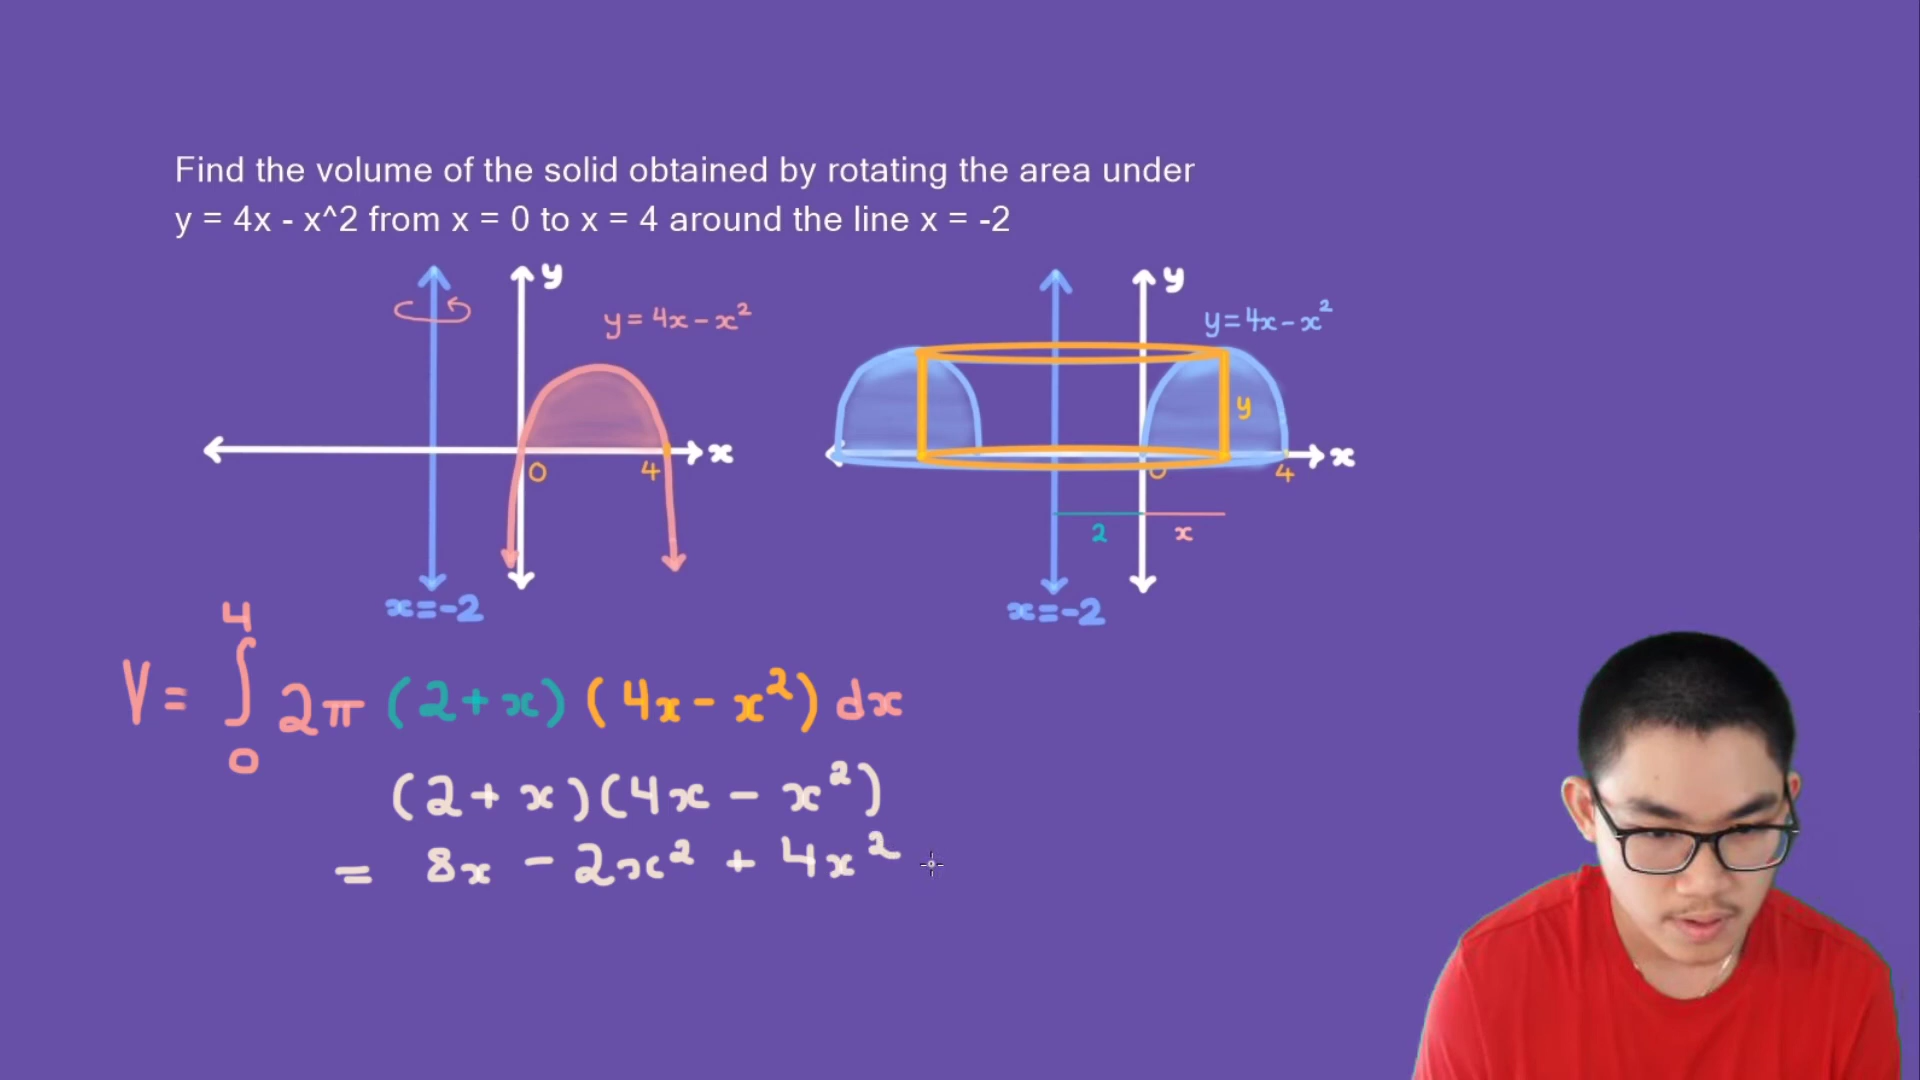 Find the volume of the solid obtained by rotating the area under
y = 4x - x^2 from x = 0 to x = 4 around the line x = -2
y
y = 4x - x²
x
0
4
x = -2
y
y = 4x - x²
y
x
0
4
2
x
x = -2
V = ∫₀⁴ 2π (2 + x) (4x - x²) dx
(2 + x)(4x - x²)
= 8x - 2x² + 4x²